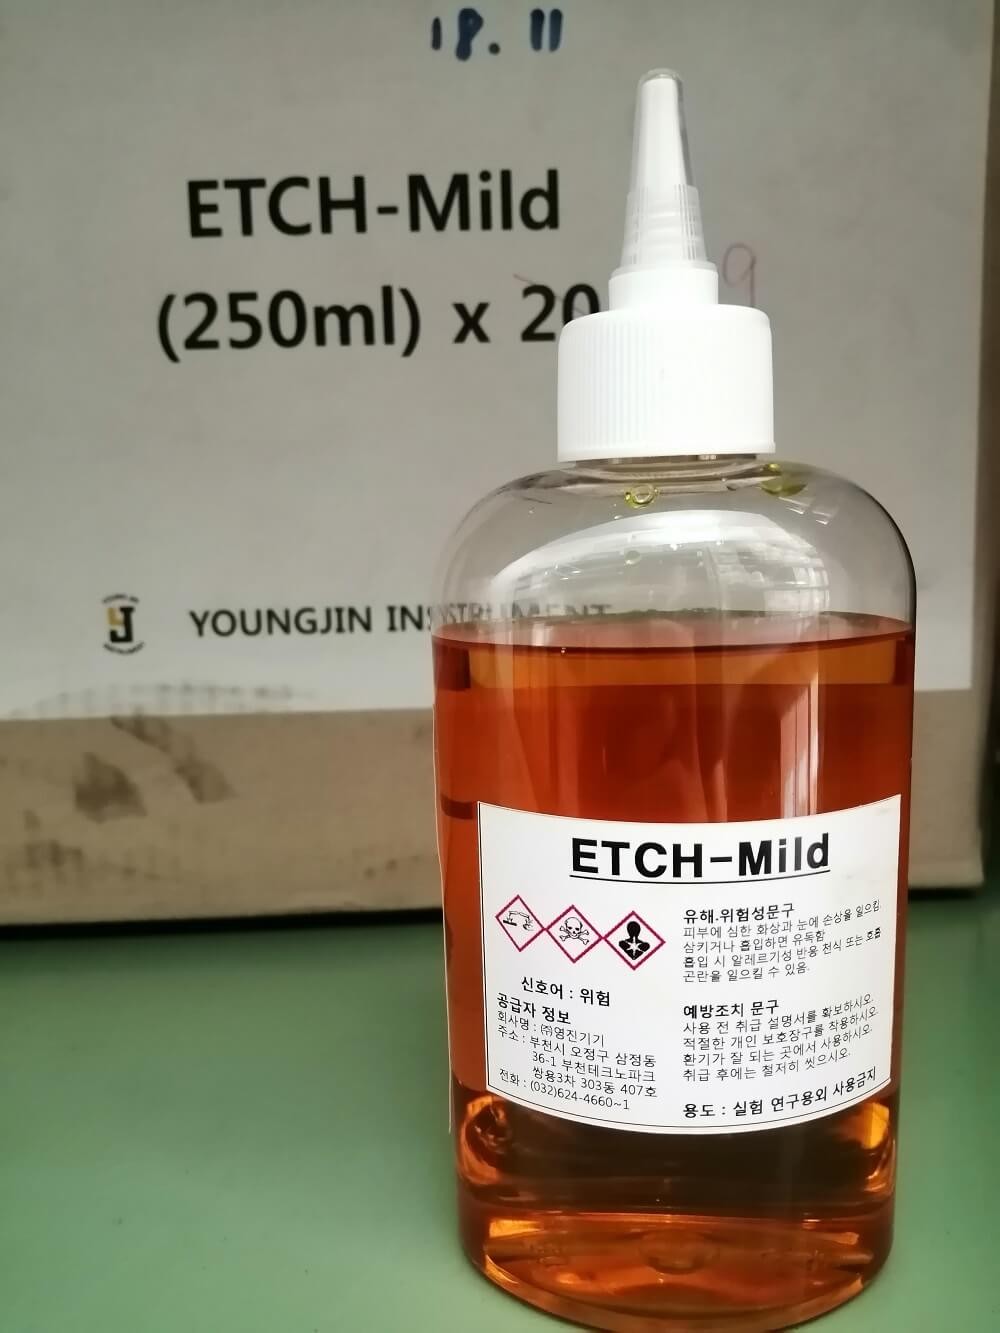 18. 11
ETCH-Mild
(250ml) x 20
9
YJ
YOUNGJIN INSTRUMENT
ETCH-Mild
유해.위험성문구
피부에 심한 화상과 눈에 손상을 일으킴.
삼키거나 흡입하면 유독함
흡입 시 알레르기성 반응 천식 또는 호흡
곤란을 일으킬 수 있음.
신호어 : 위험
공급자 정보
회사명 : ㈜영진기기
주소 : 부천시 오정구 삼정동
36-1 부천테크노파크
쌍용3차 303동 407호
전화 : (032)624-4660~1
예방조치 문구
사용 전 취급 설명서를 확보하시오.
적절한 개인 보호장구를 착용하시오.
환기가 잘 되는 곳에서 사용하시오.
취급 후에는 철저히 씻으시오.
용도 : 실험 연구용외 사용금지